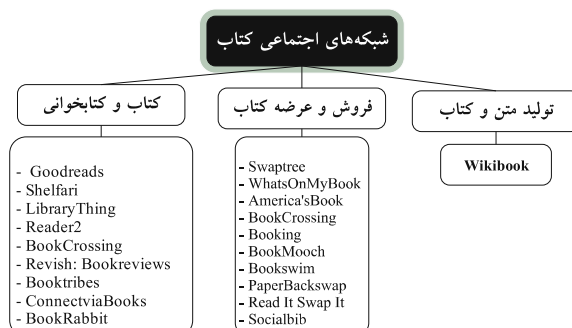 شبکه‌های اجتماعی کتاب
تولید متن و کتاب
Wikibook
فروش و عرضه کتاب
- Swaptree
- WhatsOnMyBook
- America'sBook
- BookCrossing
- Booking
- BookMooch
- Bookswim
- PaperBackswap
- Read It Swap It
- Socialbib
کتاب و کتابخوانی
- Goodreads
- Shelfari
- LibraryThing
- Reader2
- BookCrossing
- Revish: Bookreviews
- Booktribes
- ConnectviaBooks
- BookRabbit